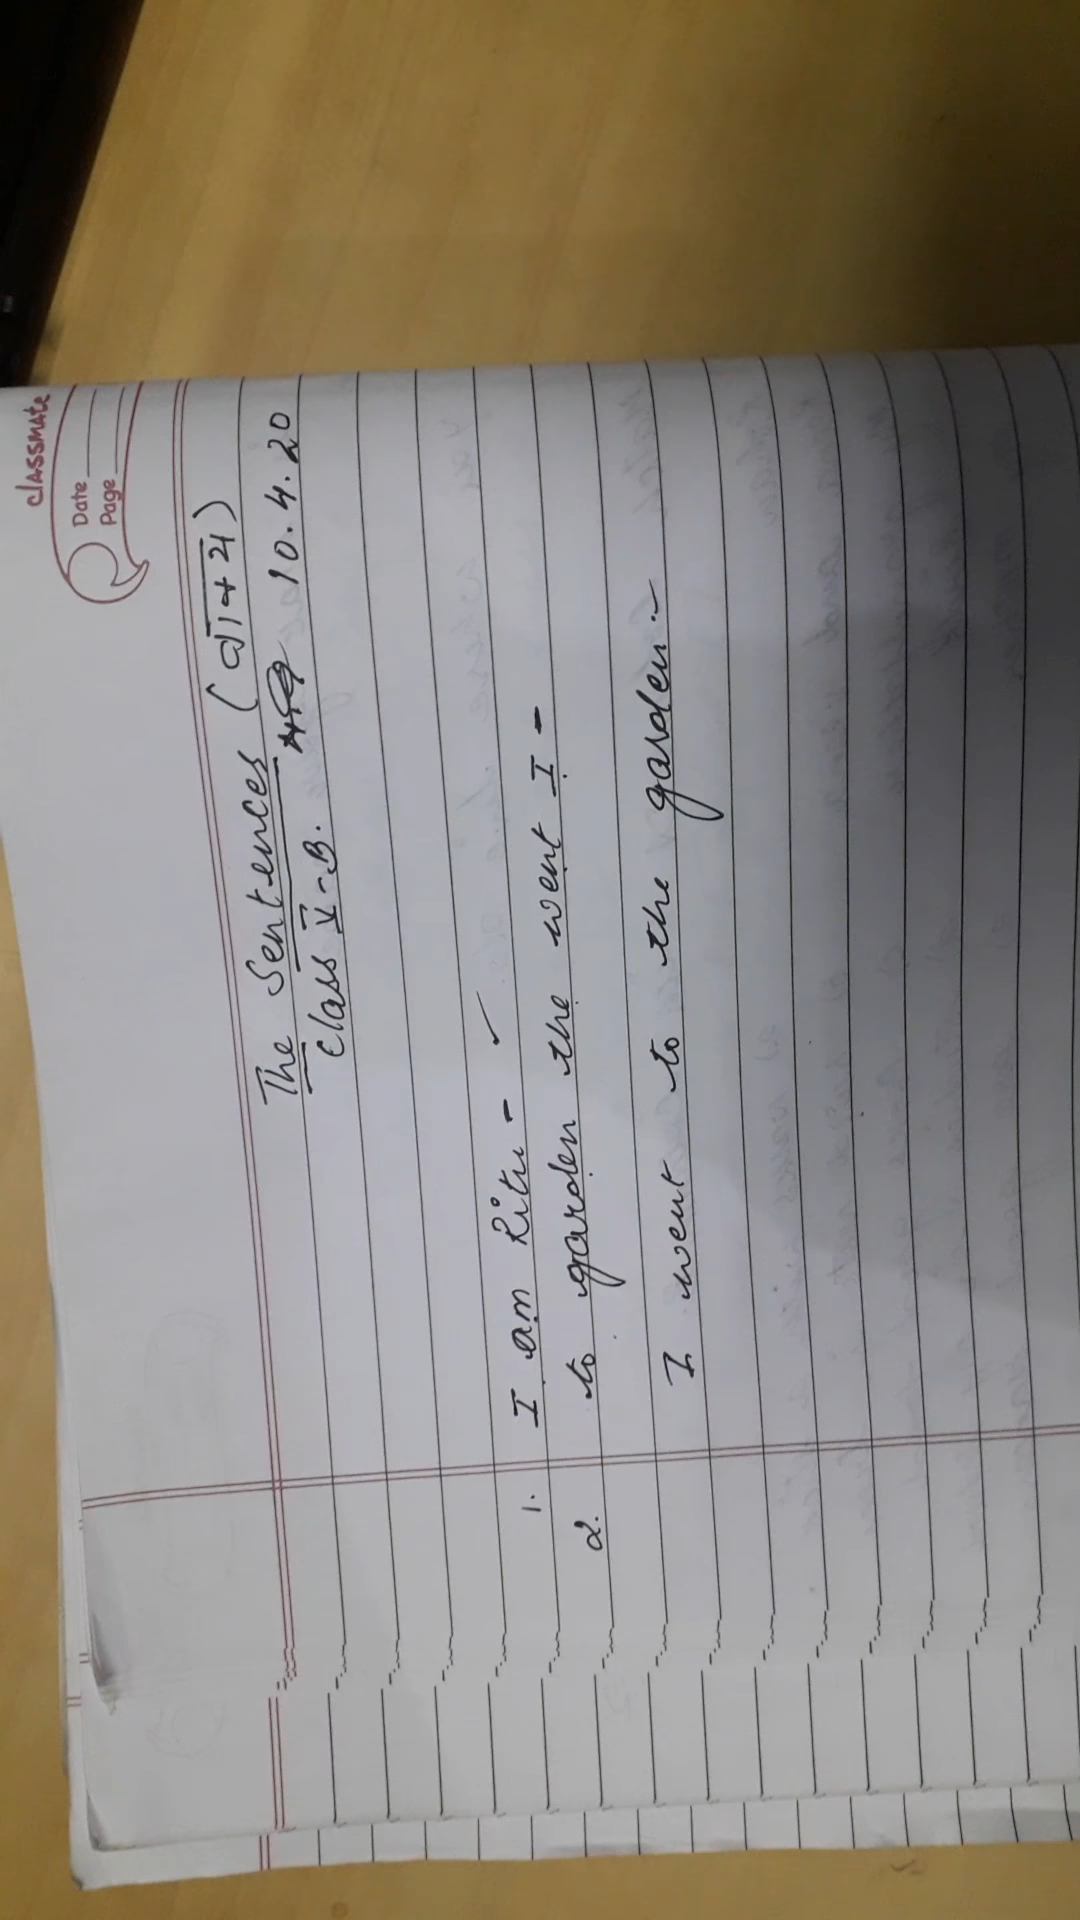 classmate
Date
Page
The Sentences (वाक्य)
Class V-B. 10.4.20
1. I am Ritu - ✓
2. to garden the went I -
I went to the garden.-